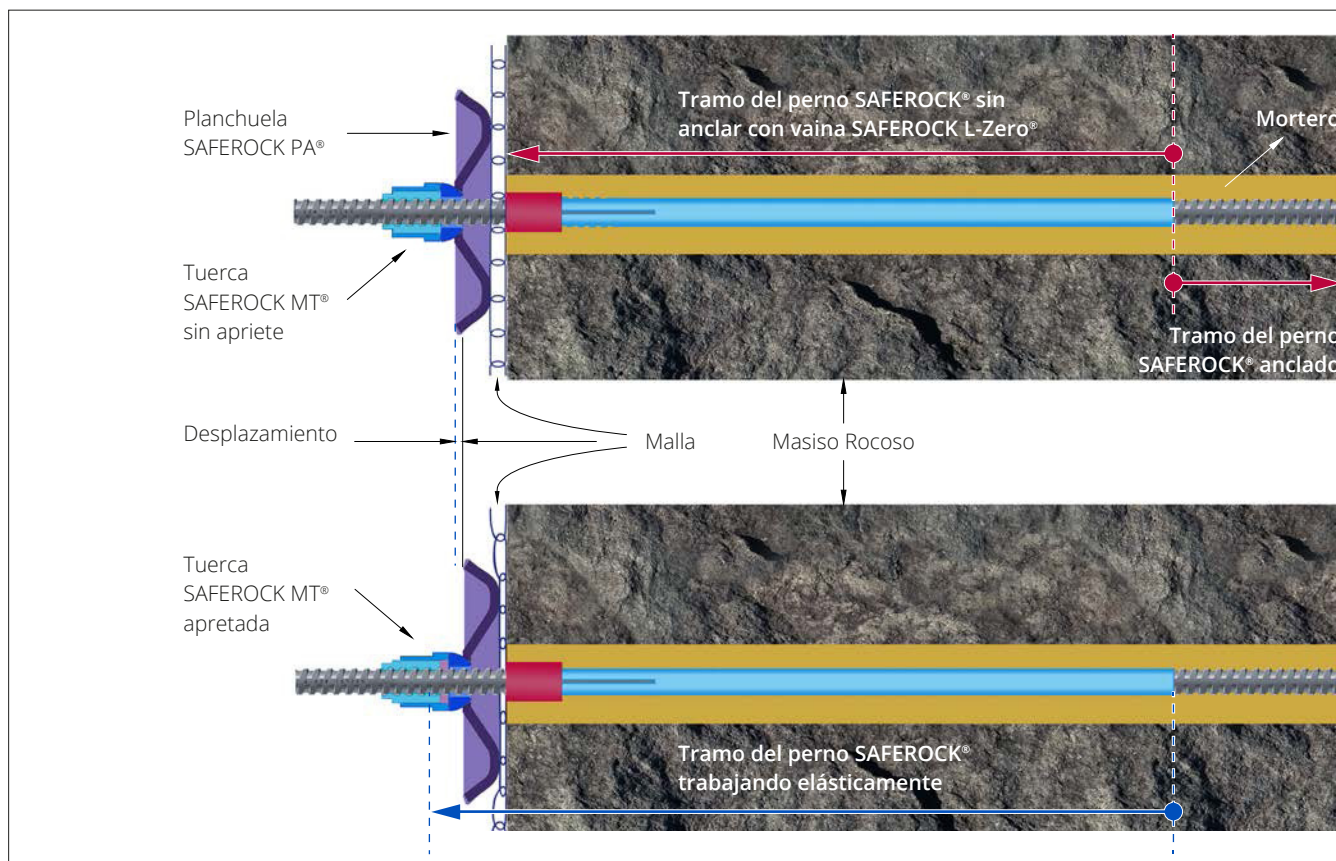 Planchuela
SAFEROCK PA®
Tramo del perno SAFEROCK® sin
anclar con vaina SAFEROCK L-Zero®
Mortero
Tuerca
SAFEROCK MT®
sin apriete
Tramo del perno
SAFEROCK® anclado
Desplazamiento
Malla
Masiso Rocoso
Tuerca
SAFEROCK MT®
apretada
Tramo del perno SAFEROCK®
trabajando elásticamente